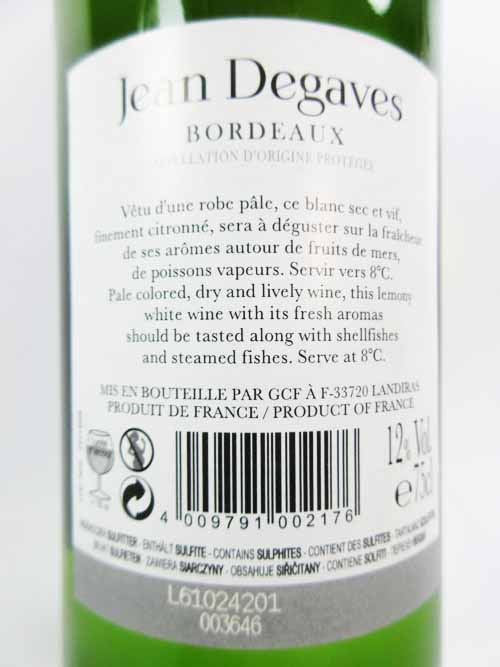 Jean Degaves
BORDEAUX
APPELLATION D'ORIGINE PROTÉGÉE
Vêtu d'une robe pâle, ce blanc sec et vif,
finement citronné, sera à déguster sur la fraîcheur
de ses arômes autour de fruits de mers,
de poissons vapeurs. Servir vers 8°C.
Pale colored, dry and lively wine, this lemony
white wine with its fresh aromas
should be tasted along with shellfishes
and steamed fishes. Serve at 8°C.
MIS EN BOUTEILLE PAR GCF À F-33720 LANDIRAS
PRODUIT DE FRANCE / PRODUCT OF FRANCE
12% Vol.
e 75cl
4 009791 002176
SULFITTER - ENTHÄLT SULFITE - CONTAINS SULPHITES - CONTIENT DES SULFITES
SULFIETEN - ZAWIERA SIARCZYNY - OBSAHUJE SIŘIČITANY - CONTIENE SOLFITI
L61024201
003646